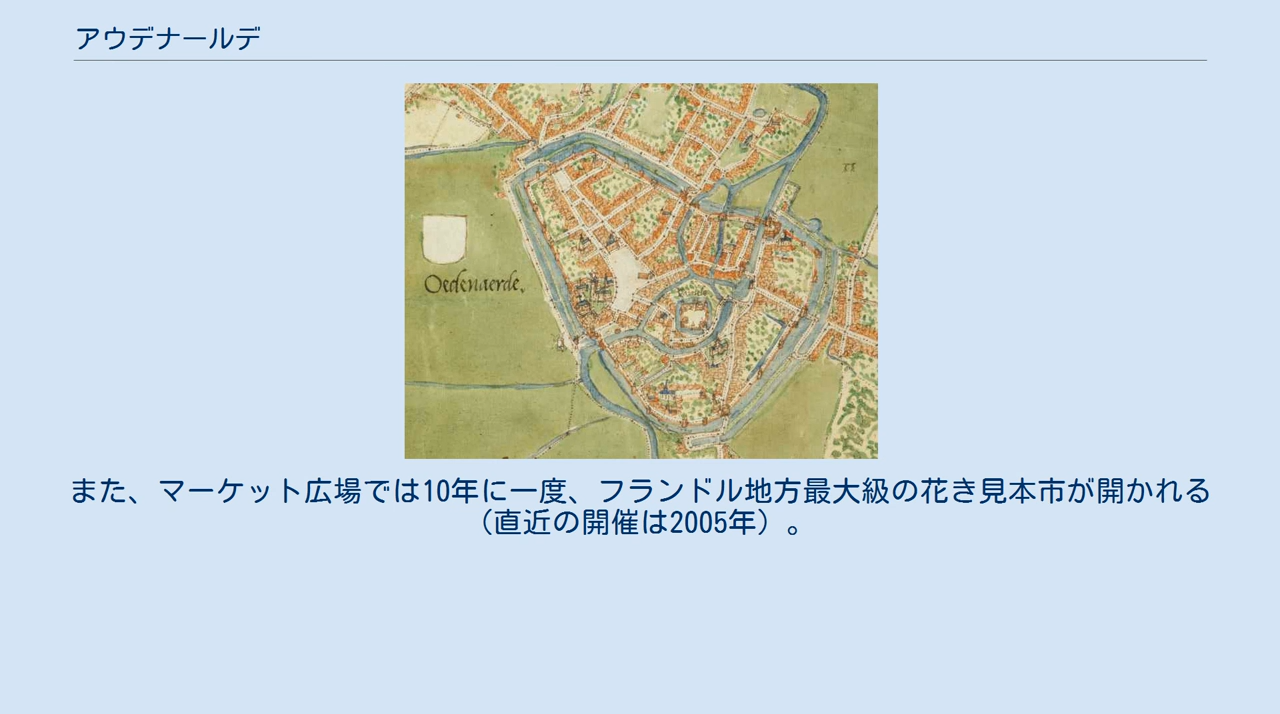 アウデナールデ
Oedenaerde.
また、マーケット広場では10年に一度、フランドル地方最大級の花き見本市が開かれる
（直近の開催は2005年）。